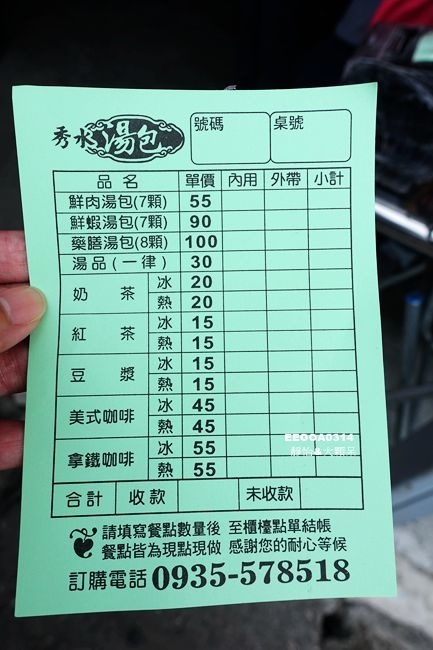 秀水湯包 號碼 桌號
品名 單價 內用 外帶 小計
鮮肉湯包(7顆) 55
鮮蝦湯包(7顆) 90
藥膳湯包(8顆) 100
湯品(一律) 30
奶茶 冰 20
熱 20
紅茶 冰 15
熱 15
豆漿 冰 15
熱 15
美式咖啡 冰 45
熱 45
拿鐵咖啡 冰 55
熱 55
EEOOA0314
合計 收款 未收款
請填寫餐點數量後 至櫃檯點單結帳
餐點皆為現點現做 感謝您的耐心等候
訂購電話 0935-578518